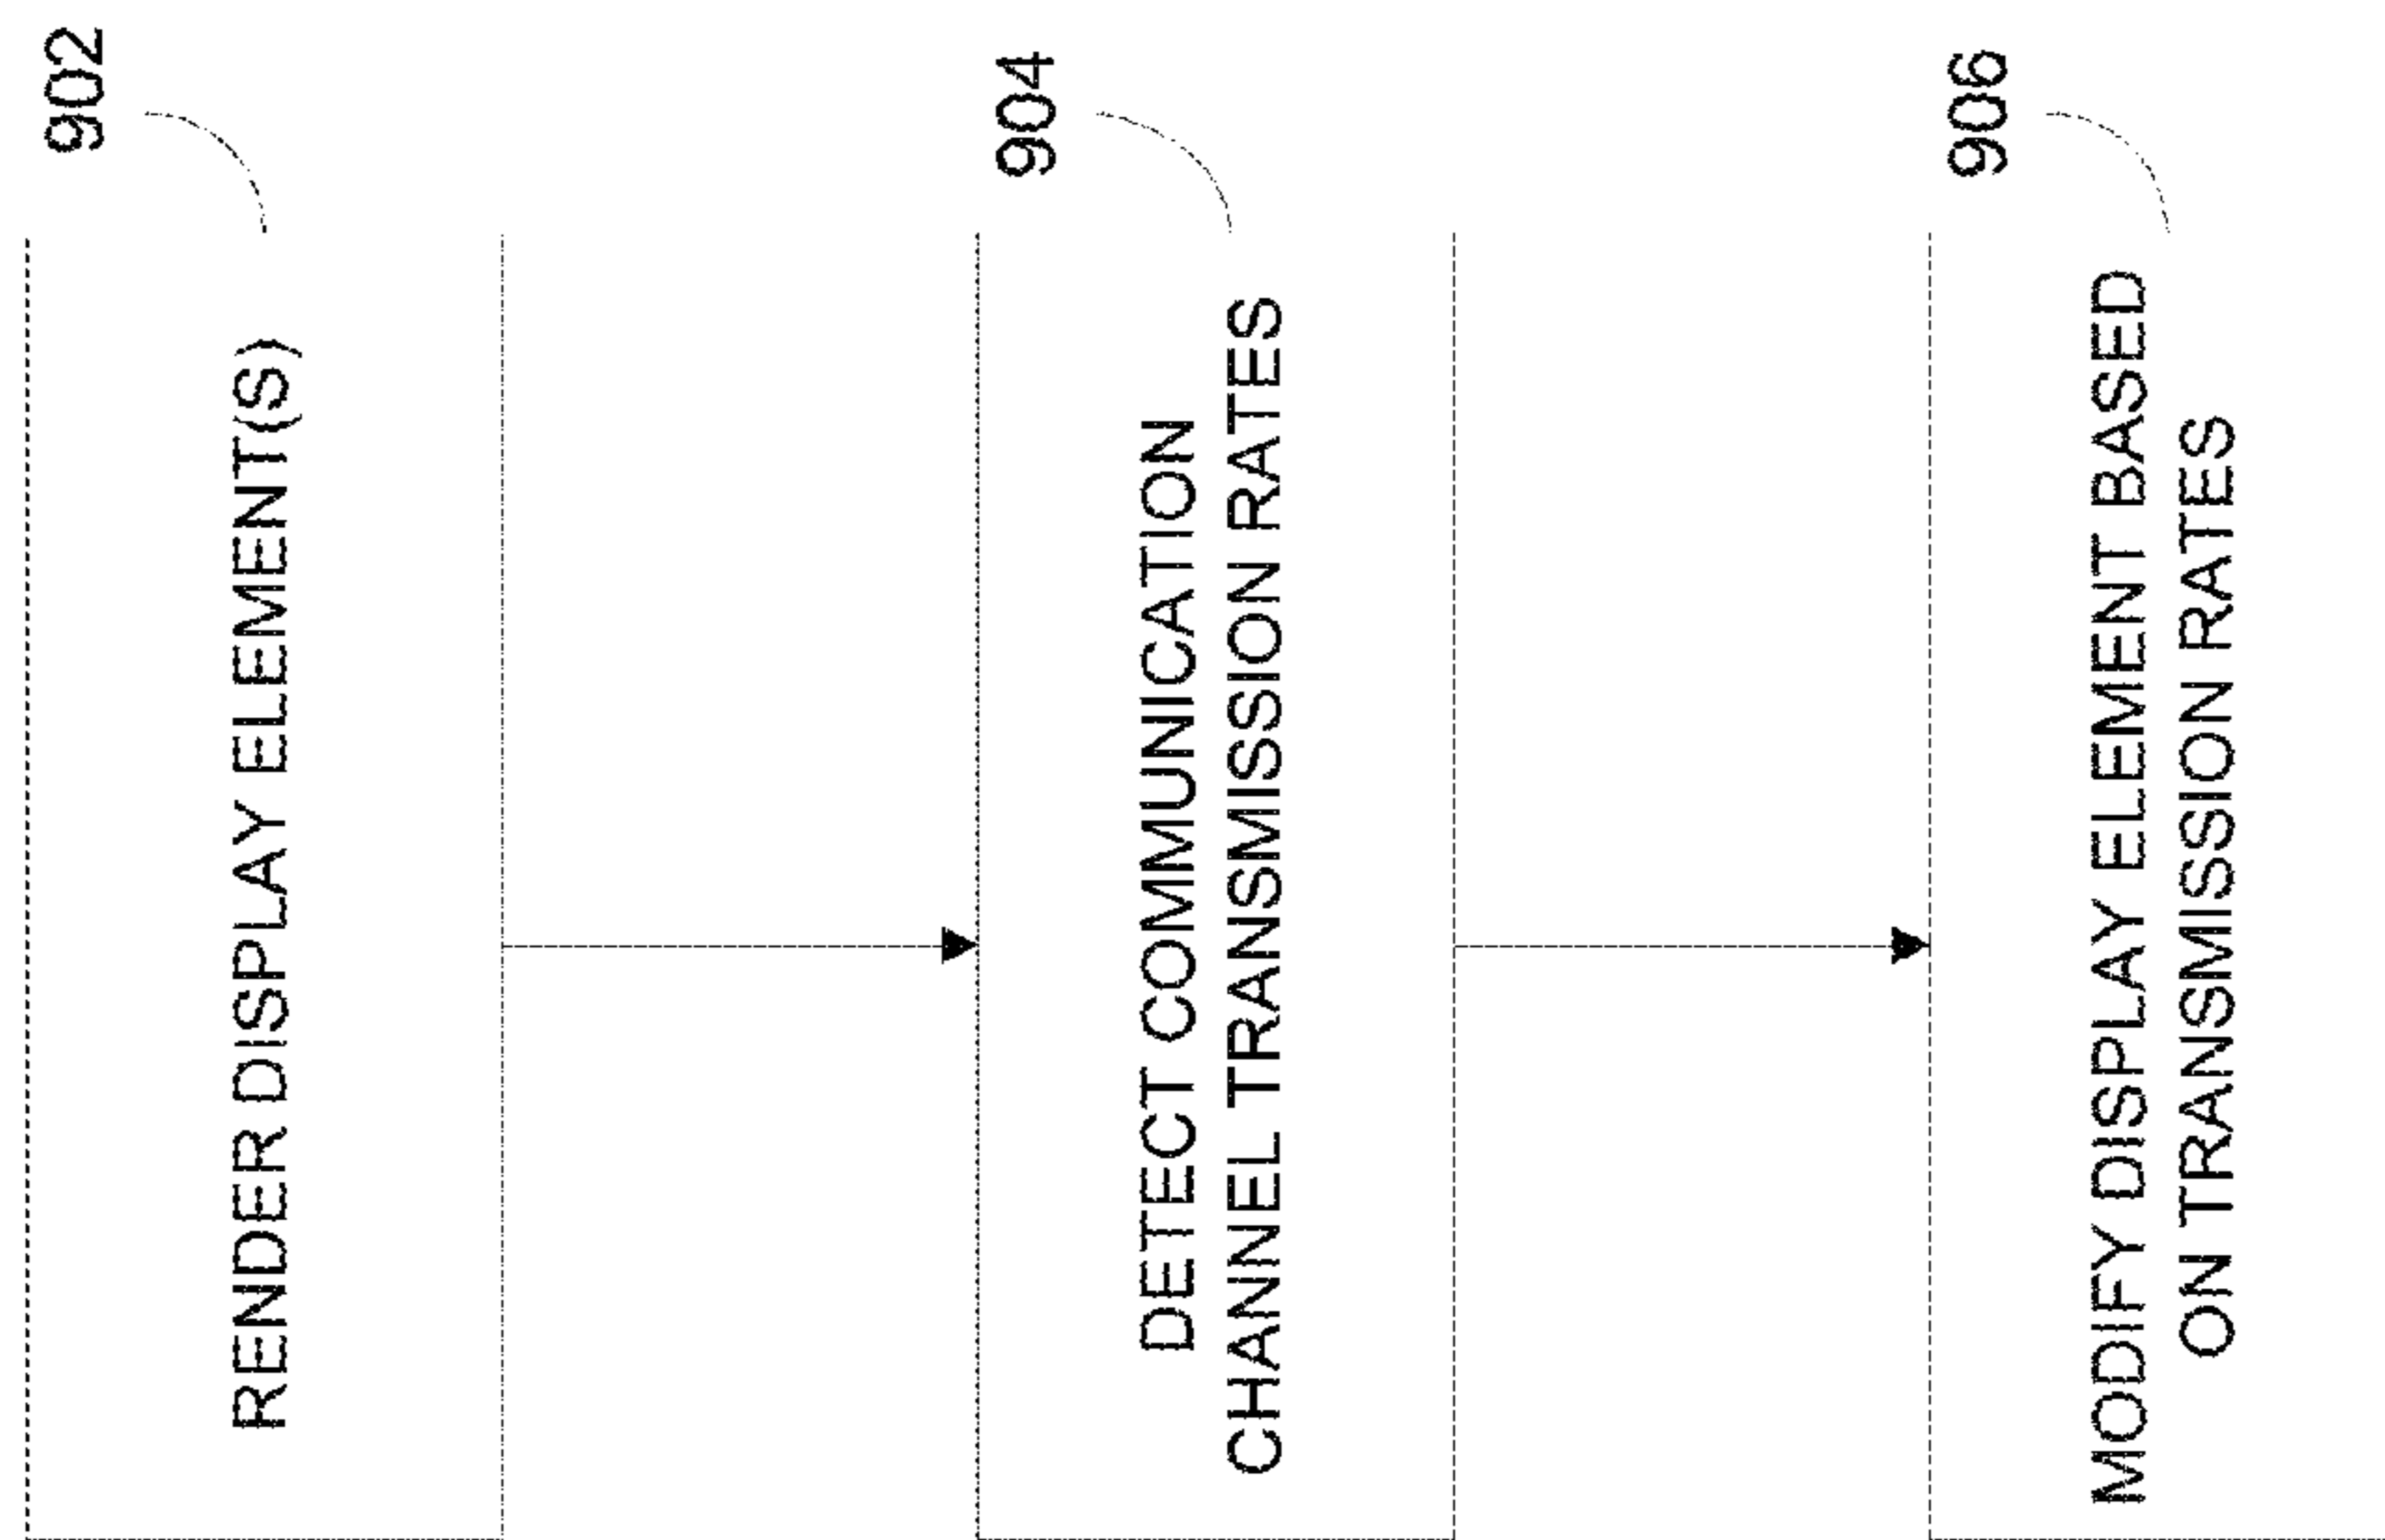 902
RENDER DISPLAY ELEMENT(S)
904
DETECT COMMUNICATION
CHANNEL TRANSMISSION RATES
906
MODIFY DISPLAY ELEMENT BASED
ON TRANSMISSION RATES